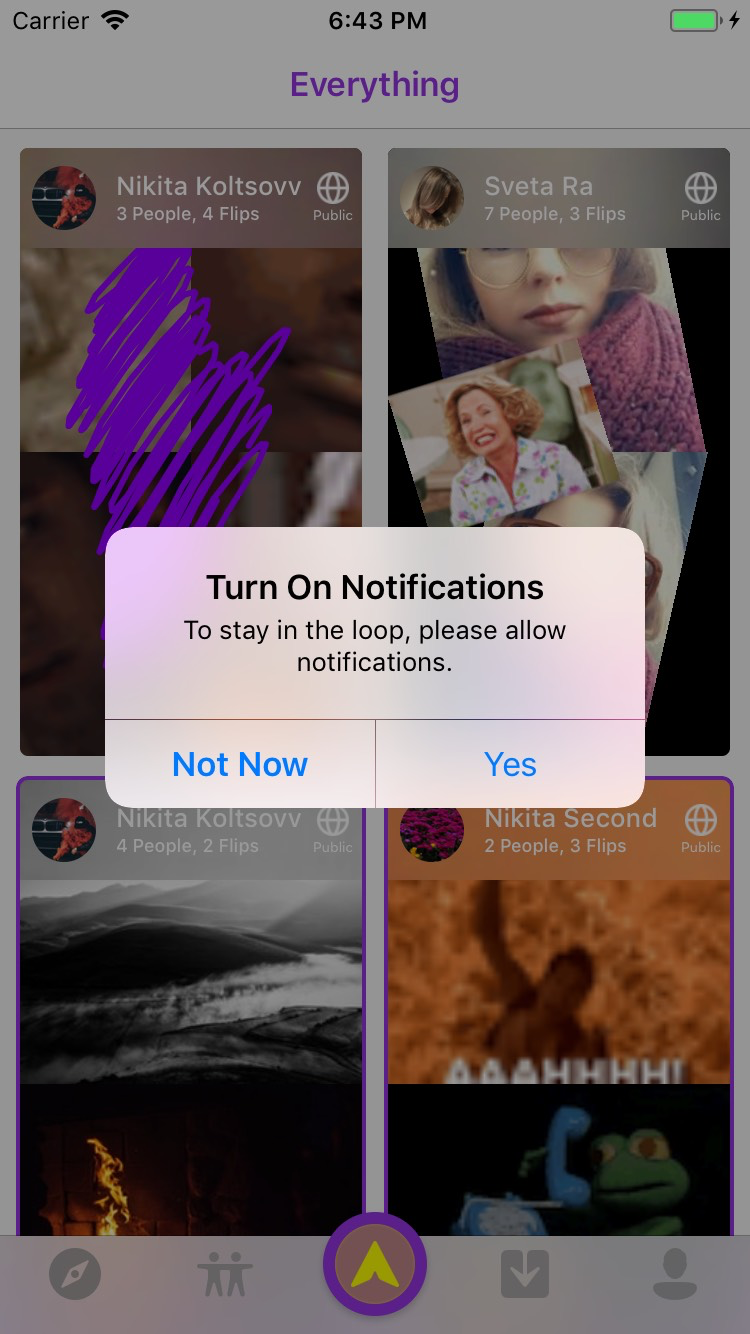 Carrier 6:43 PM
Everything
Nikita Koltsovv
3 People, 4 Flips
Public
Sveta Ra
7 People, 3 Flips
Public
Turn On Notifications
To stay in the loop, please allow
notifications.
Not Now
Yes
Nikita Koltsovv
4 People, 2 Flips
Public
Nikita Second
2 People, 3 Flips
Public
AAAHHHH!